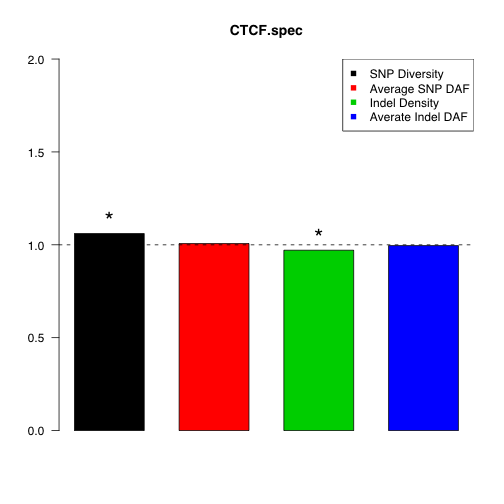 CTCF.spec
2.0
1.5
1.0
0.5
0.0
SNP Diversity
Average SNP DAF
Indel Density
Averate Indel DAF
*
*